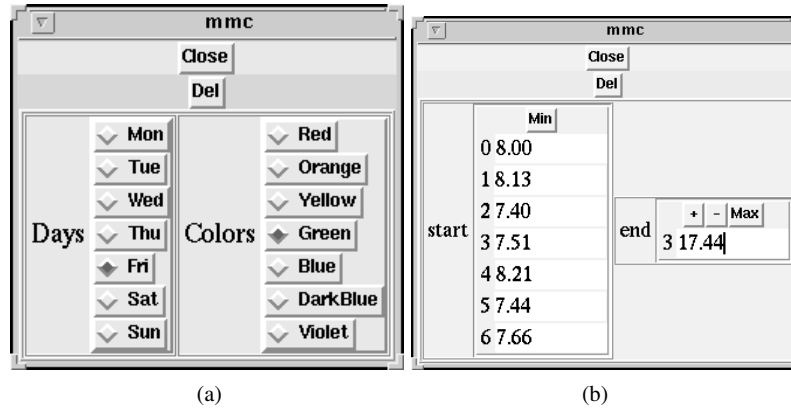 mmc
Close
Del
Days
Mon
Tue
Wed
Thu
Fri
Sat
Sun
Colors
Red
Orange
Yellow
Green
Blue
DarkBlue
Violet
(a)
mmc
Close
Del
start
Min
0 8.00
1 8.13
2 7.40
3 7.51
4 8.21
5 7.44
6 7.66
end
+ - Max
3 17.44
(b)